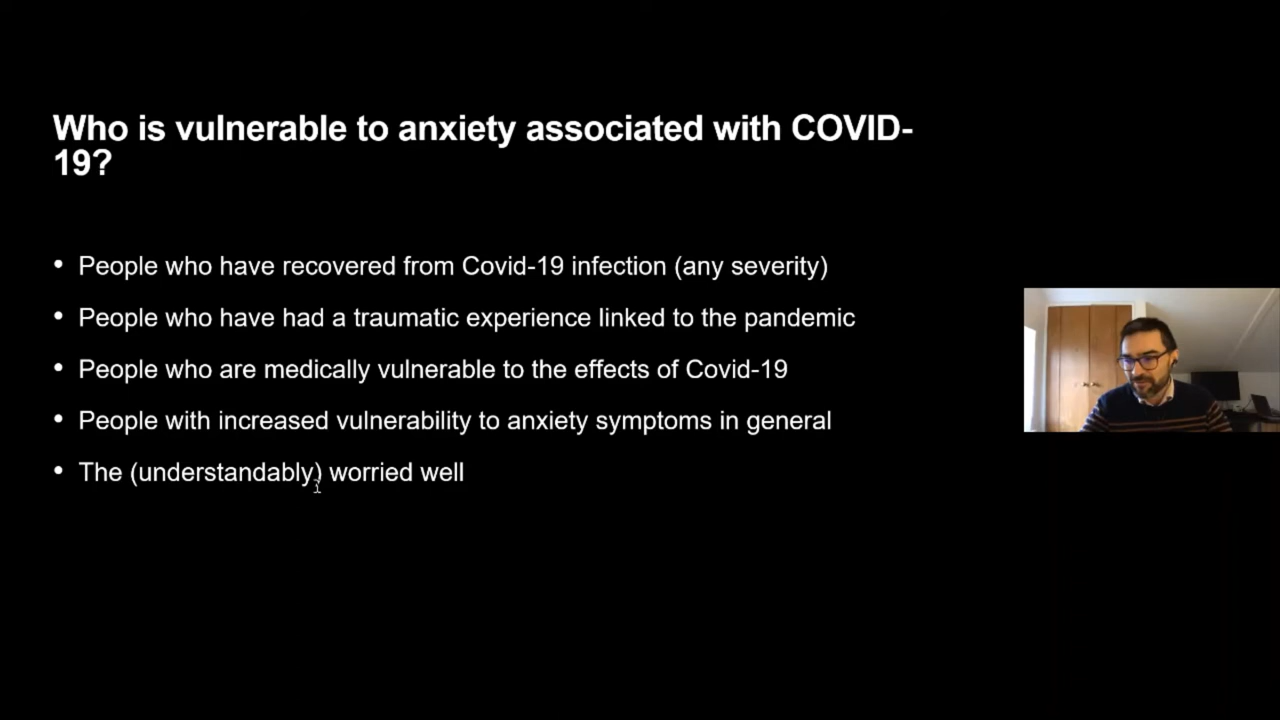 Who is vulnerable to anxiety associated with COVID-
19?
• People who have recovered from Covid-19 infection (any severity)
• People who have had a traumatic experience linked to the pandemic
• People who are medically vulnerable to the effects of Covid-19
• People with increased vulnerability to anxiety symptoms in general
• The (understandably) worried well